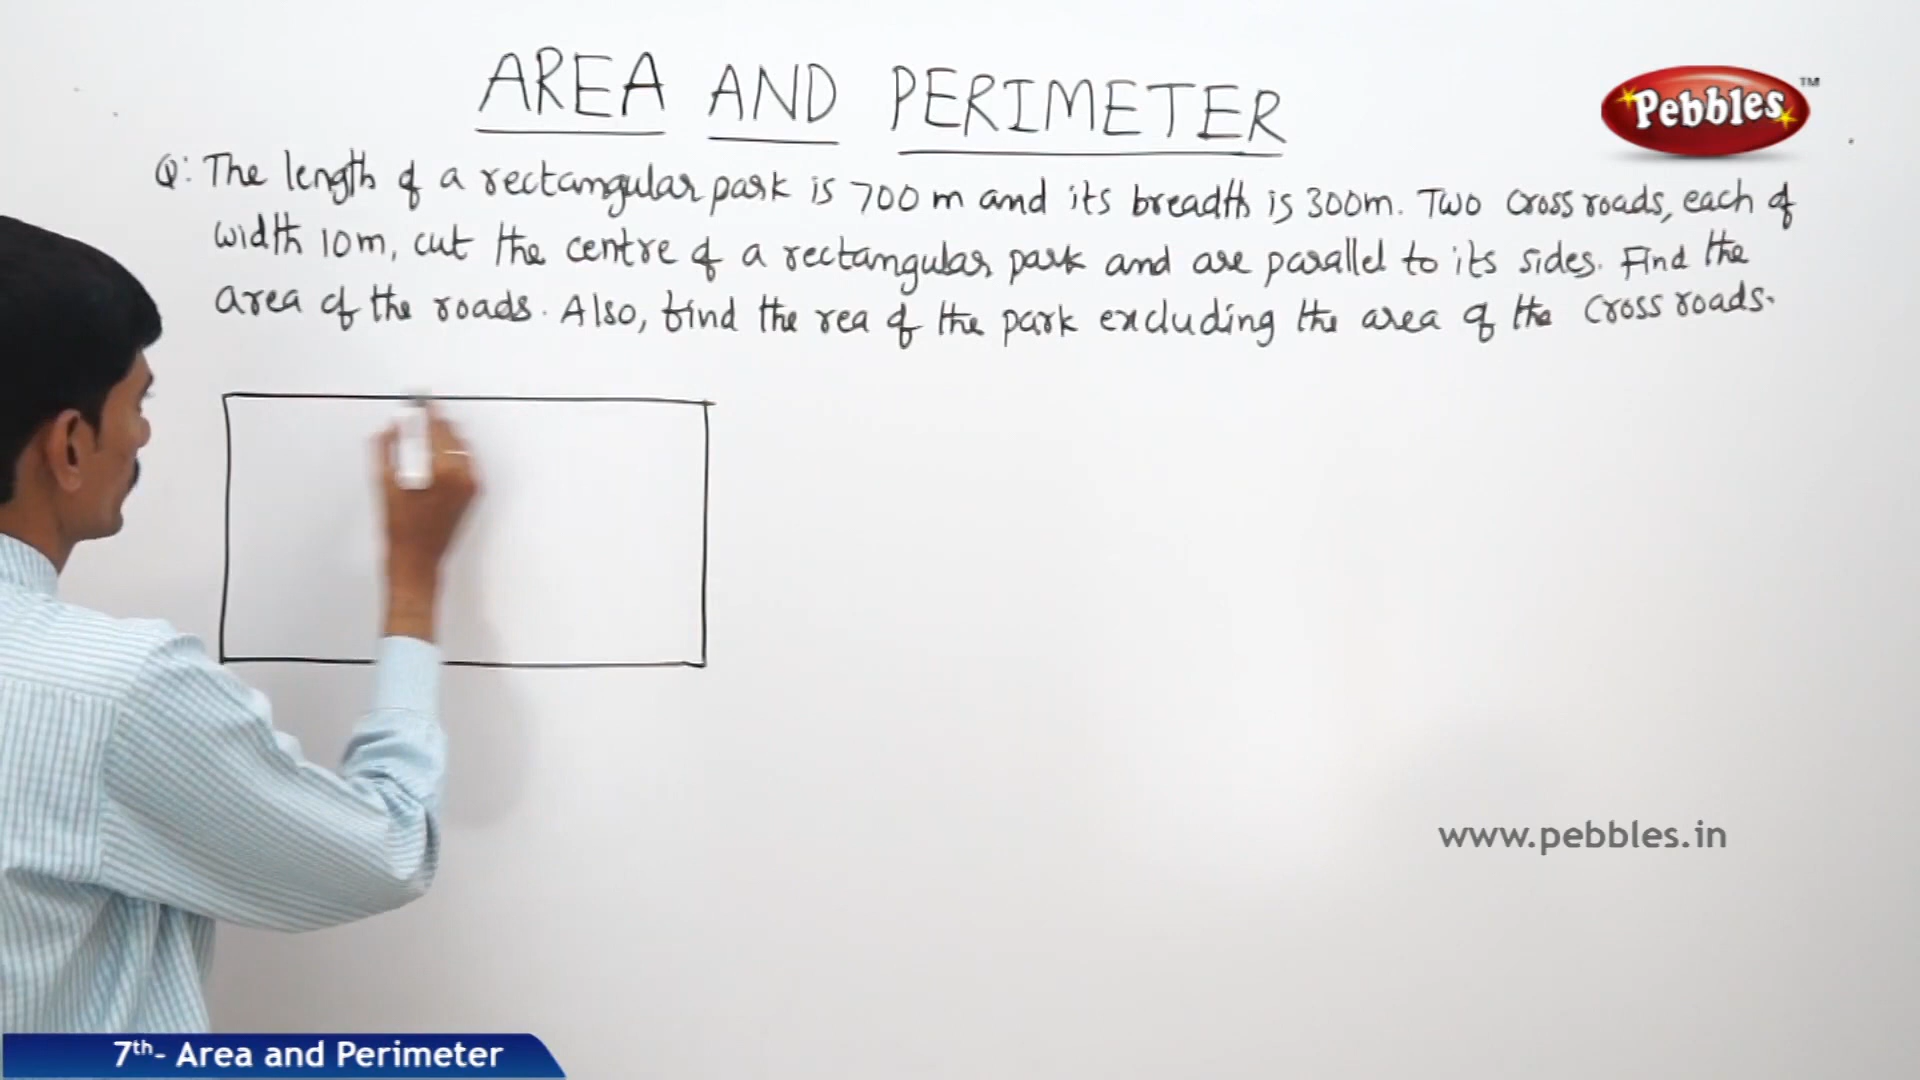 AREA AND PERIMETER
Pebbles™
Q: The length of a rectangular park is 700 m and its breadth is 300m. Two Cross roads, each of
width 10m, cut the centre of a rectangular park and are parallel to its sides. Find the
area of the roads. Also, find the rea of the park excluding the area of the Cross roads.
www.pebbles.in
7th- Area and Perimeter